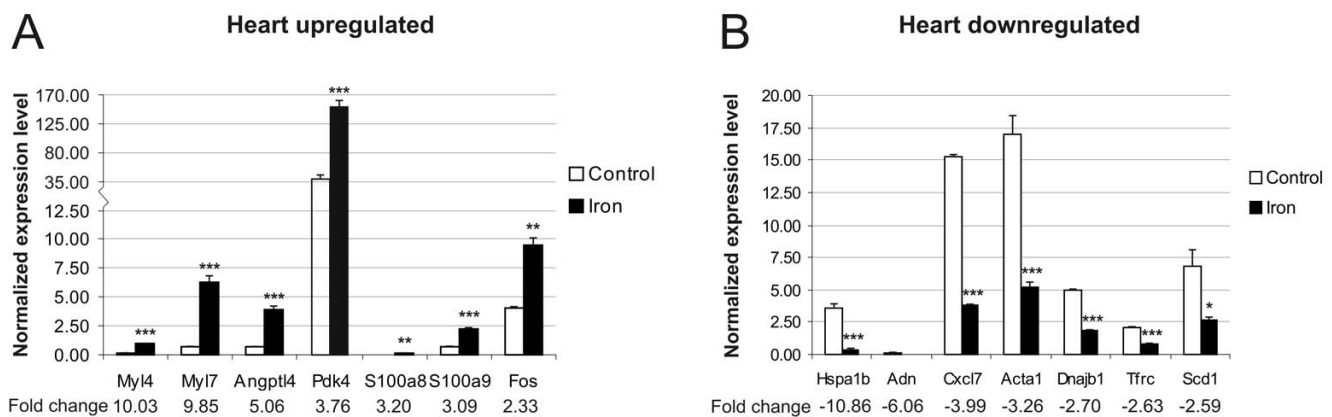 A
Heart upregulated
Normalized expression level
170.00
125.00
80.00
35.00
12.50
10.00
7.50
5.00
2.50
0.00
***
***
***
***
**
***
**
Control
Iron
Myl4 Myl7 Angptl4 Pdk4 S100a8 S100a9 Fos
Fold change 10.03 9.85 5.06 3.76 3.20 3.09 2.33
B
Heart downregulated
Normalized expression level
20.00
17.50
15.00
12.50
10.00
7.50
5.00
2.50
0.00
***
***
***
***
***
*
Control
Iron
Hspa1b Adn Cxcl7 Acta1 Dnajb1 Tfrc Scd1
Fold change -10.86 -6.06 -3.99 -3.26 -2.70 -2.63 -2.59